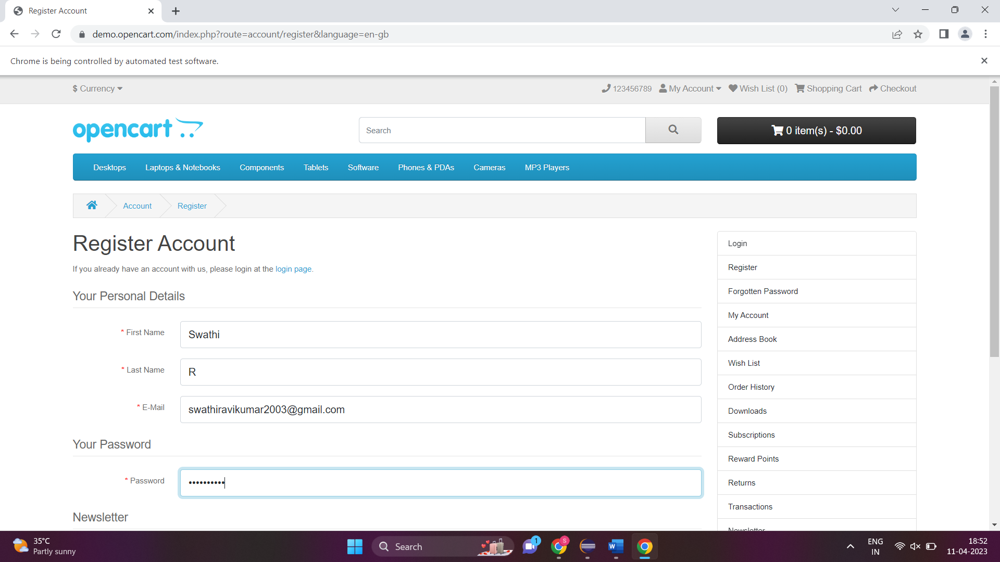 Register Account
demo.opencart.com/index.php?route=account/register&language=en-gb
Chrome is being controlled by automated test software.
$ Currency
123456789 My Account Wish List (0) Shopping Cart Checkout
opencart
Search
0 item(s) - $0.00
Desktops Laptops & Notebooks Components Tablets Software Phones & PDAs Cameras MP3 Players
Account Register
Register Account
If you already have an account with us, please login at the login page.
Your Personal Details
* First Name Swathi
* Last Name R
* E-Mail swathiravikumar2003@gmail.com
Your Password
* Password ••••••••••
Newsletter
Login
Register
Forgotten Password
My Account
Address Book
Wish List
Order History
Downloads
Subscriptions
Reward Points
Returns
Transactions
Newsletter
35°C
Partly sunny
Search
1
S
W
ENG
IN
18:52
11-04-2023